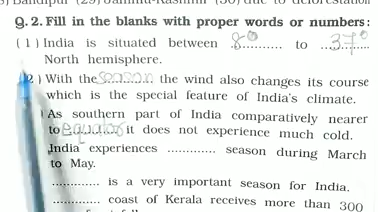 Bandipur (29) Jammu-Kashmir (30) due to deforestation
Q. 2. Fill in the blanks with proper words or numbers:
( 1 ) India is situated between 8°........... to ...37°
North hemisphere.
2 ) With the season the wind also changes its course
which is the special feature of India's climate.
) As southern part of India comparatively nearer
to equator it does not experience much cold.
India experiences ............. season during March
to May.
............. is a very important season for India.
............. coast of Kerala receives more than 300